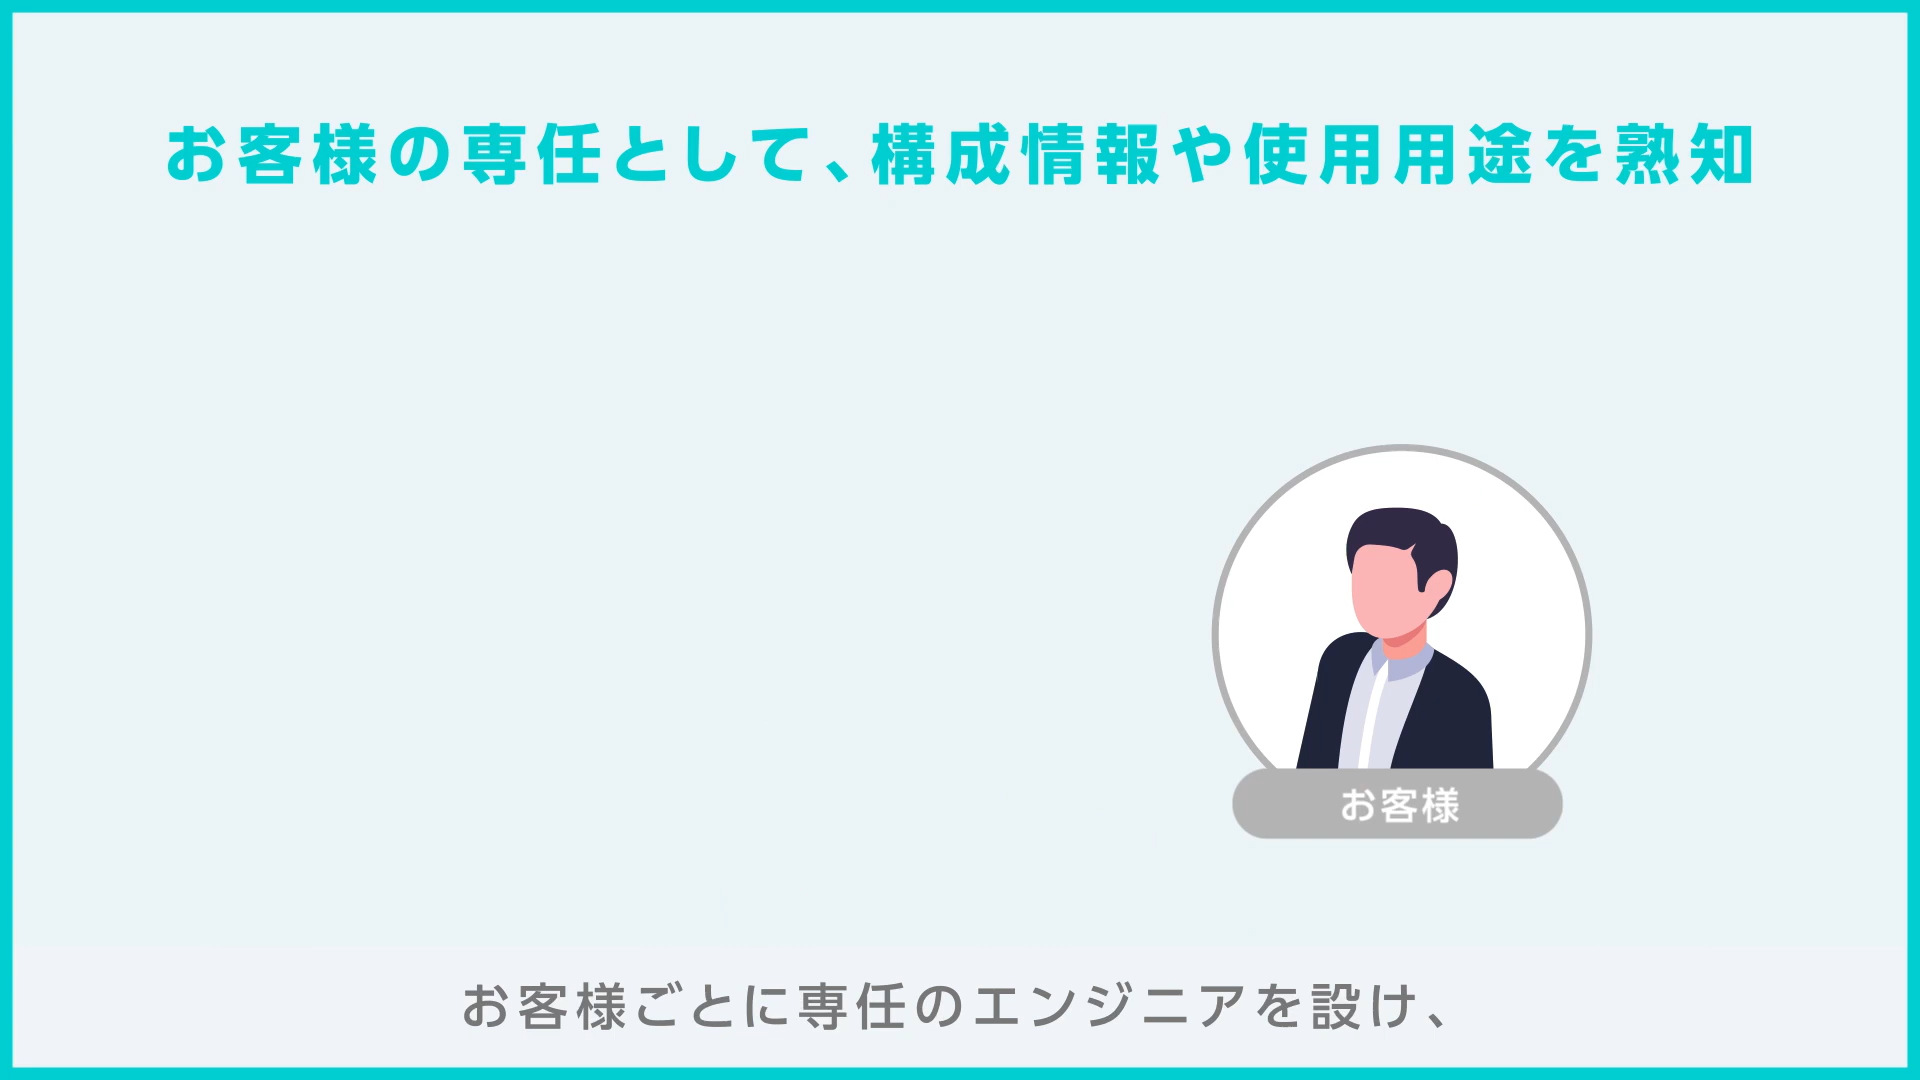 お客様の専任として、構成情報や使用用途を熟知
お客様
お客様ごとに専任のエンジニアを設け、